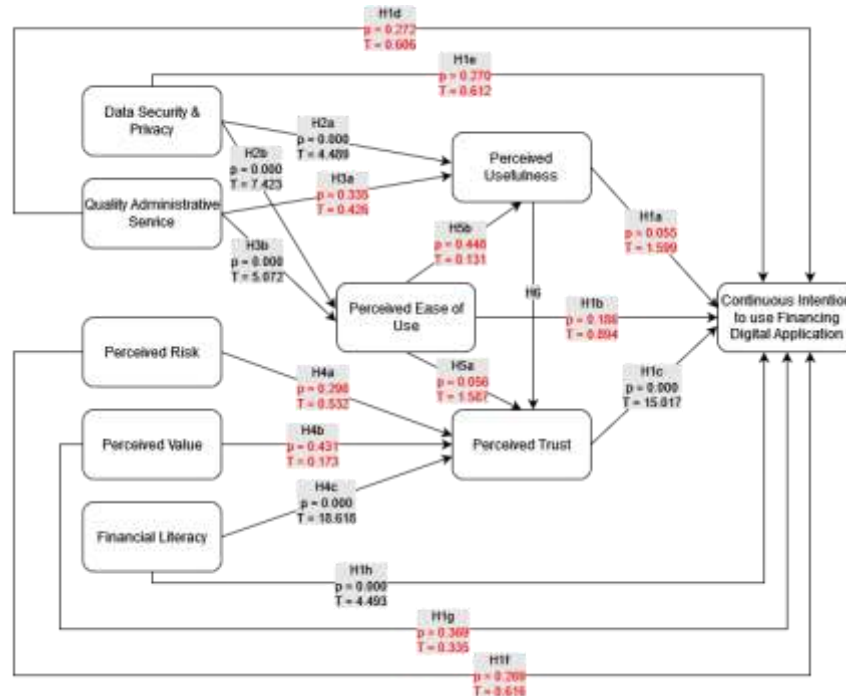 H1d
p = 0.272
T = 0.606
H1e
p = 0.270
T = 0.612
Data Security &
Privacy
H2a
p = 0.000
T = 4.489
H2b
p = 0.000
T = 7.423
Perceived
Usefulness
Quality Administrative
Service
H3a
p = 0.335
T = 0.426
H1a
p = 0.055
T = 1.599
H3b
p = 0.000
T = 5.072
H5b
p = 0.448
T = 0.131
H6
Perceived Ease of
Use
H1b
p = 0.186
T = 0.894
Continuous Intention
to use Financing
Digital Application
Perceived Risk
H4a
p = 0.298
T = 0.532
H5a
p = 0.056
T = 1.587
H1c
p = 0.000
T = 15.017
Perceived Value
H4b
p = 0.431
T = 0.173
Perceived Trust
H4c
p = 0.000
T = 18.618
Financial Literacy
H1h
p = 0.000
T = 4.493
H1g
p = 0.369
T = 0.335
H1f
p = 0.269
T = 0.616